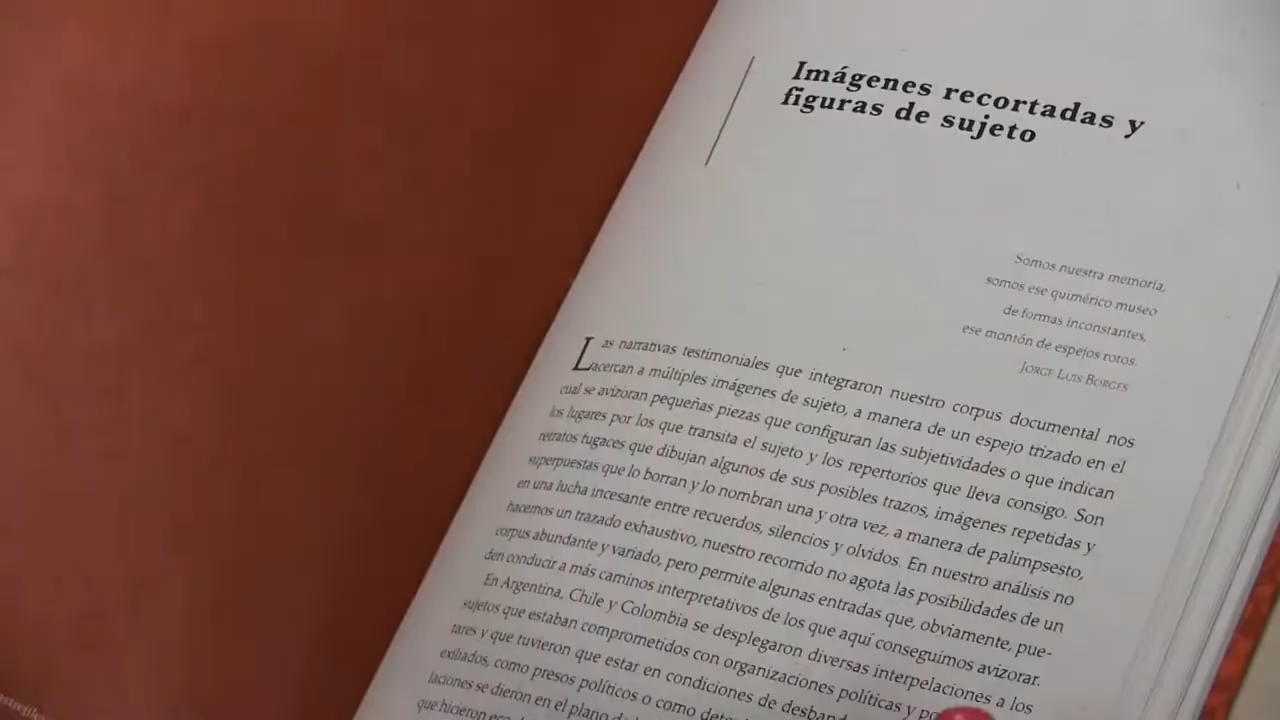 Imágenes recortadas y
figuras de sujeto
Somos nuestra memoria,
somos ese quimérico museo
de formas inconstantes,
ese montón de espejos rotos.
JORGE LUIS BORGES
Las narrativas testimoniales que integraron nuestro corpus documental nos
acercan a múltiples imágenes de sujeto, a manera de un espejo trizado en el
cual se avizoran pequeñas piezas que configuran las subjetividades o que indican
los lugares por los que transita el sujeto y los repertorios que lleva consigo. Son
retratos fugaces que dibujan algunos de sus posibles trazos, imágenes repetidas y
superpuestas que lo borran y lo nombran una y otra vez, a manera de palimpsesto,
en una lucha incesante entre recuerdos, silencios y olvidos. En nuestro análisis no
hacemos un trazado exhaustivo, nuestro recorrido no agota las posibilidades de un
corpus abundante y variado, pero permite algunas entradas que, obviamente, pue-
den conducir a más caminos interpretativos de los que aquí conseguimos avizorar.
En Argentina, Chile y Colombia se desplegaron diversas interpelaciones a los
sujetos que estaban comprometidos con organizaciones políticas y
tares y que tuvieron que estar en condiciones de
exiliados, como presos políticos o como
laciones se dieron en el plano
que hicieron